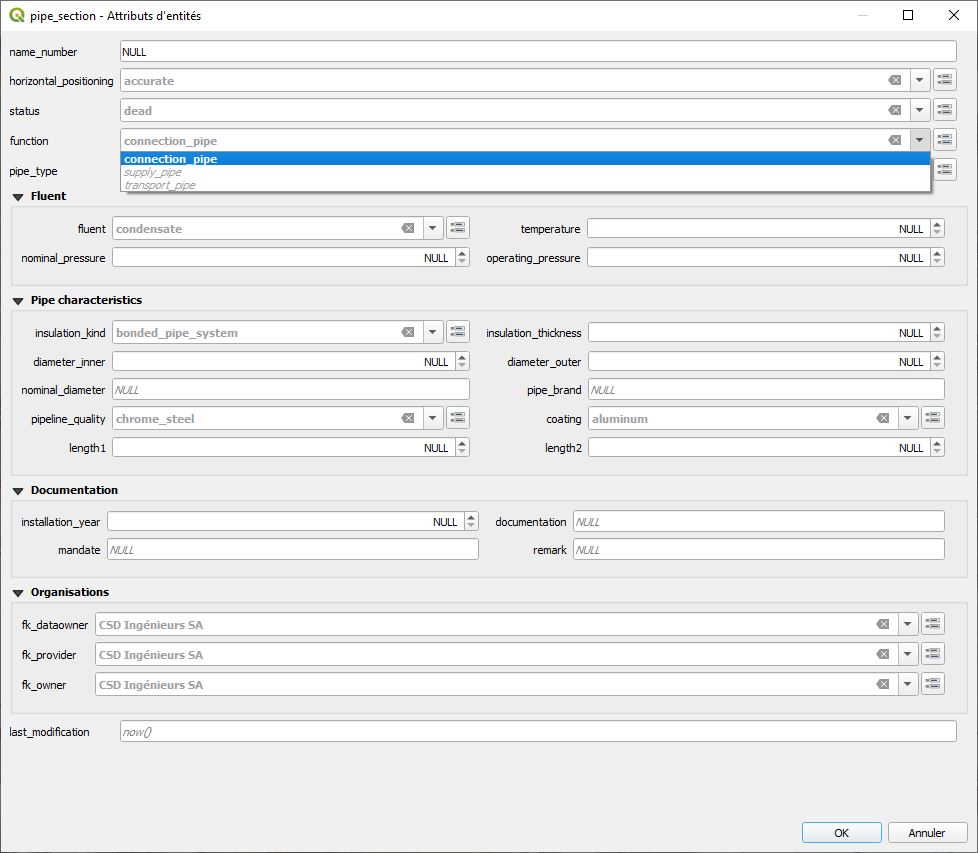 pipe_section - Attributs d'entités
name_number NULL
horizontal_positioning accurate
status dead
function connection_pipe
connection_pipe
supply_pipe
transport_pipe
pipe_type
Fluent
fluent condensate temperature NULL
nominal_pressure NULL operating_pressure NULL
Pipe characteristics
insulation_kind bonded_pipe_system insulation_thickness NULL
diameter_inner NULL diameter_outer NULL
nominal_diameter NULL pipe_brand NULL
pipeline_quality chrome_steel coating aluminum
length1 NULL length2 NULL
Documentation
installation_year NULL documentation NULL
mandate NULL remark NULL
Organisations
fk_dataowner CSD Ingénieurs SA
fk_provider CSD Ingénieurs SA
fk_owner CSD Ingénieurs SA
last_modification now()
OK Annuler